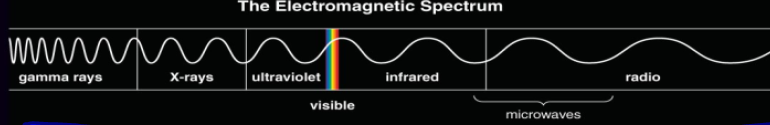 The Electromagnetic Spectrum
gamma rays X-rays ultraviolet infrared radio
visible
microwaves